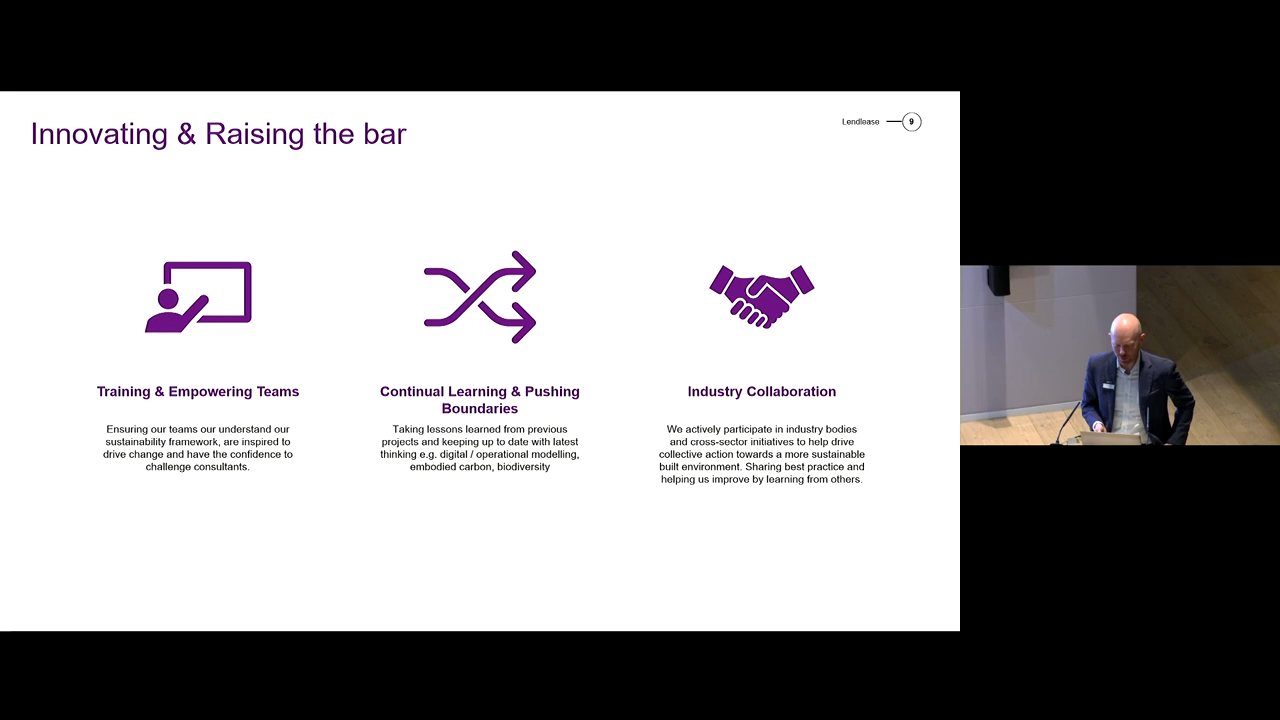 Innovating & Raising the bar
Lendlease
9
Training & Empowering Teams
Ensuring our teams our understand our
sustainability framework, are inspired to
drive change and have the confidence to
challenge consultants.
Continual Learning & Pushing
Boundaries
Taking lessons learned from previous
projects and keeping up to date with latest
thinking e.g. digital / operational modelling,
embodied carbon, biodiversity
Industry Collaboration
We actively participate in industry bodies
and cross-sector initiatives to help drive
collective action towards a more sustainable
built environment. Sharing best practice and
helping us improve by learning from others.